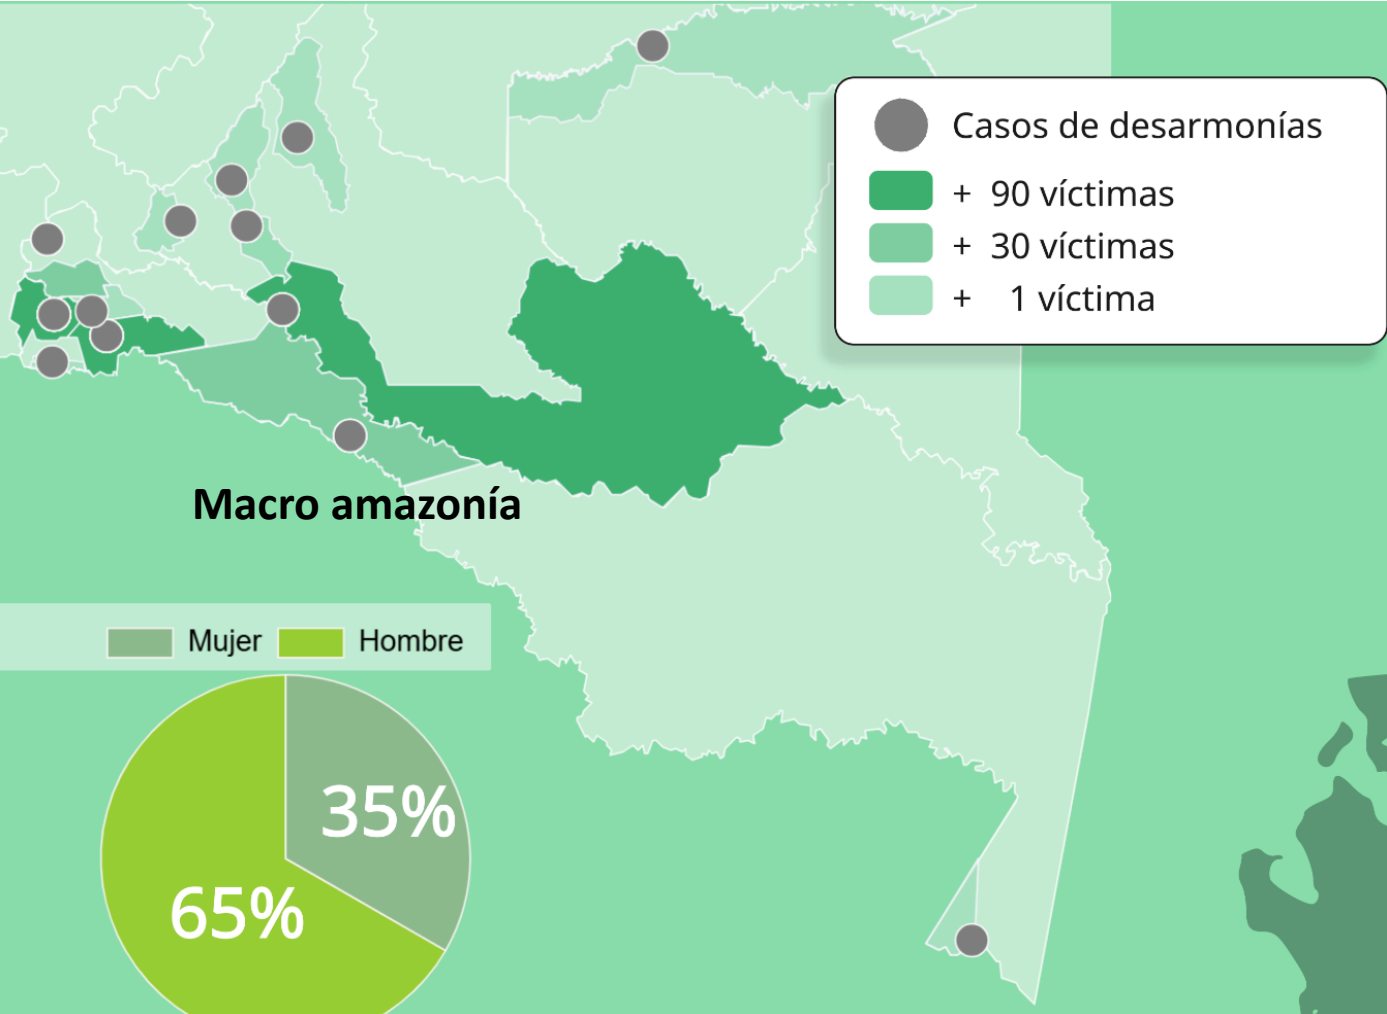 Casos de desarmonías
+ 90 víctimas
+ 30 víctimas
+ 1 víctima
Macro amazonía
Mujer
Hombre
35%
65%